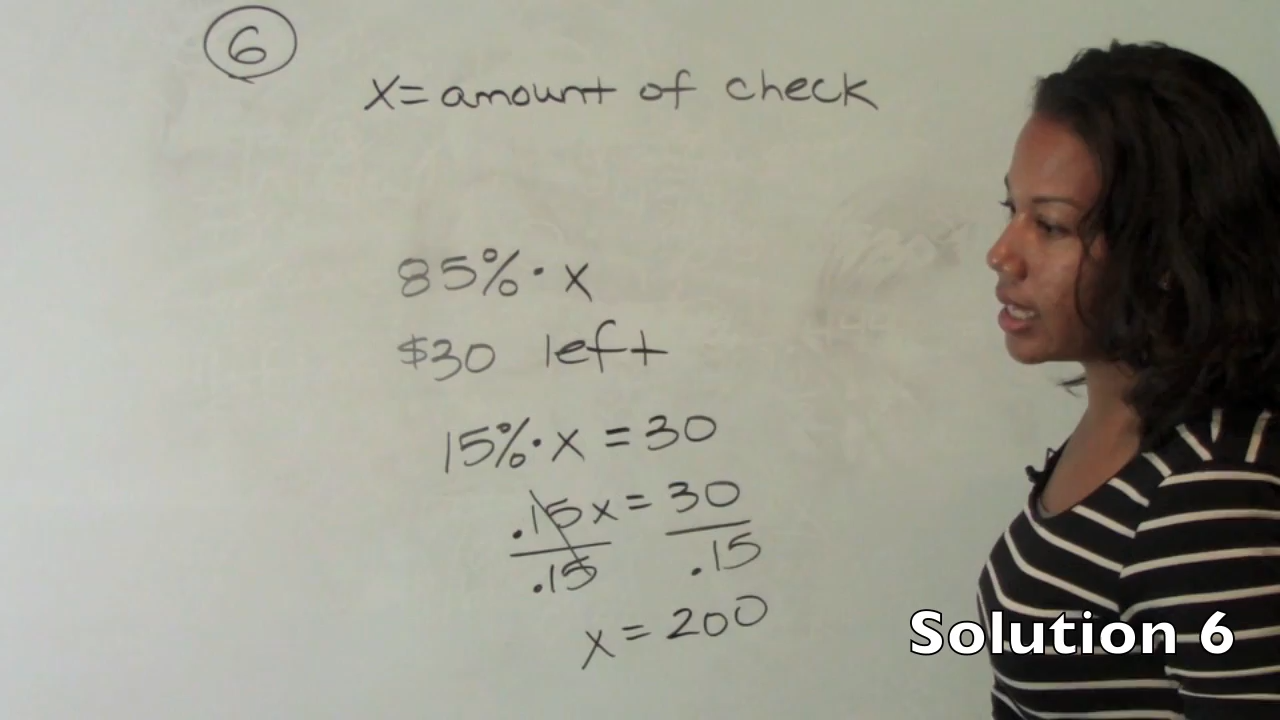 6
x = amount of check
85% · x
$30 left
15% · x = 30
.15x = 30
.15 .15
x = 200
Solution 6